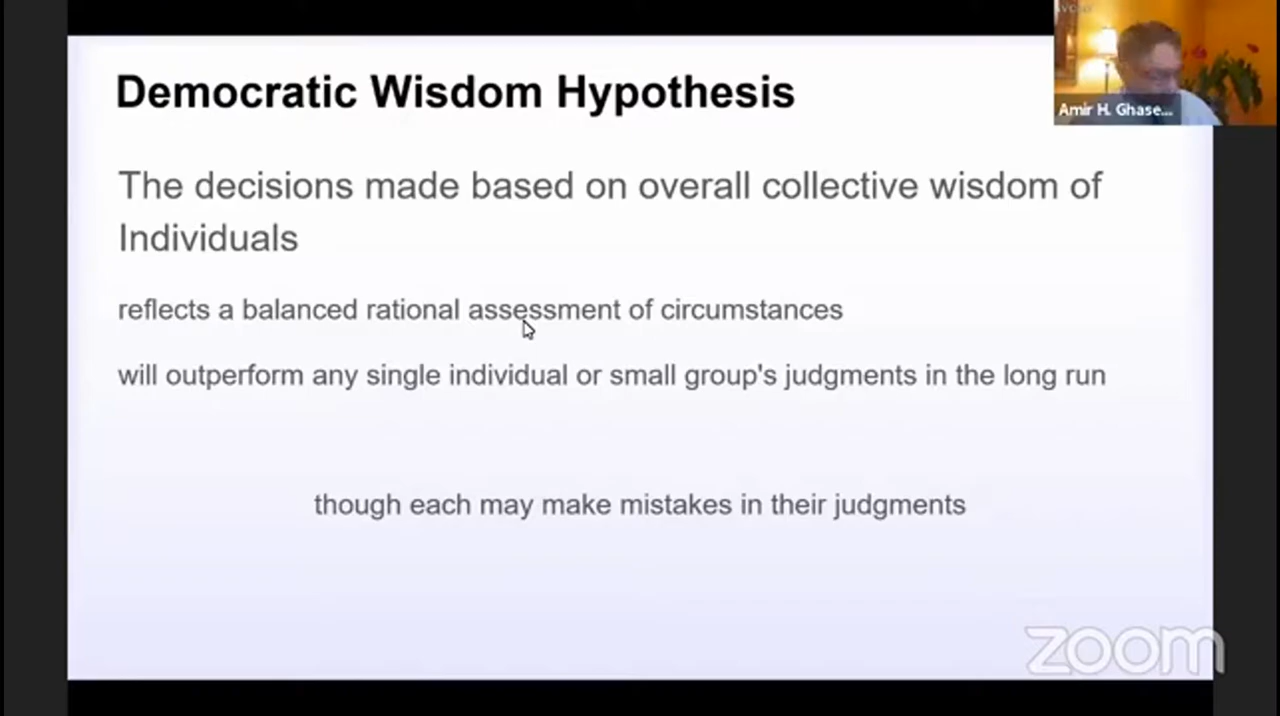 Democratic Wisdom Hypothesis
Amir H. Ghase...
The decisions made based on overall collective wisdom of
Individuals
reflects a balanced rational assessment of circumstances
will outperform any single individual or small group's judgments in the long run
though each may make mistakes in their judgments
zoom